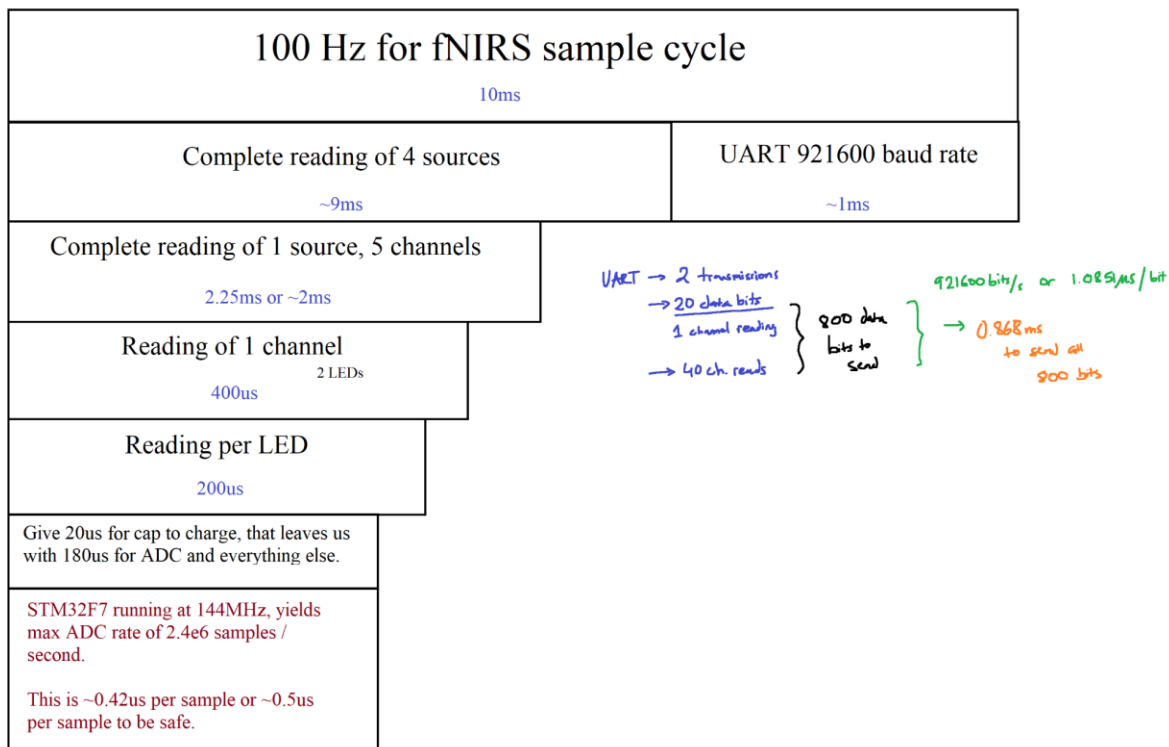 100 Hz for fNIRS sample cycle
10ms
Complete reading of 4 sources
~9ms
UART 921600 baud rate
~1ms
Complete reading of 1 source, 5 channels
2.25ms or ~2ms
Reading of 1 channel
2 LEDs
400us
Reading per LED
200us
Give 20us for cap to charge, that leaves us
with 180us for ADC and everything else.
STM32F7 running at 144MHz, yields
max ADC rate of 2.4e6 samples /
second.
This is ~0.42us per sample or ~0.5us
per sample to be safe.
UART → 2 transmissions
→ 20 data bits
1 channel reading
→ 40 ch. reads
800 data
bits to
send
921600 bits/s or 1.0851µs/bit
→ 0.868ms
to send all
800 bits